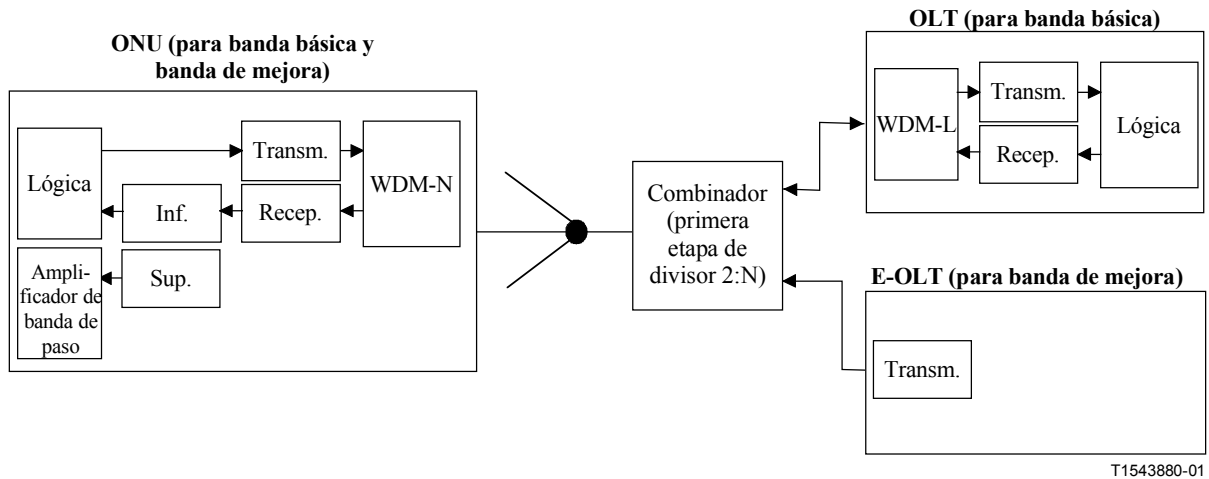 ONU (para banda básica y
banda de mejora)
Lógica
Transm.
WDM-N
Inf.
Recep.
Ampli-
ficador de
banda de
paso
Sup.
Combinador
(primera
etapa de
divisor 2:N)
OLT (para banda básica)
WDM-L
Transm.
Recep.
Lógica
E-OLT (para banda de mejora)
Transm.
T1543880-01